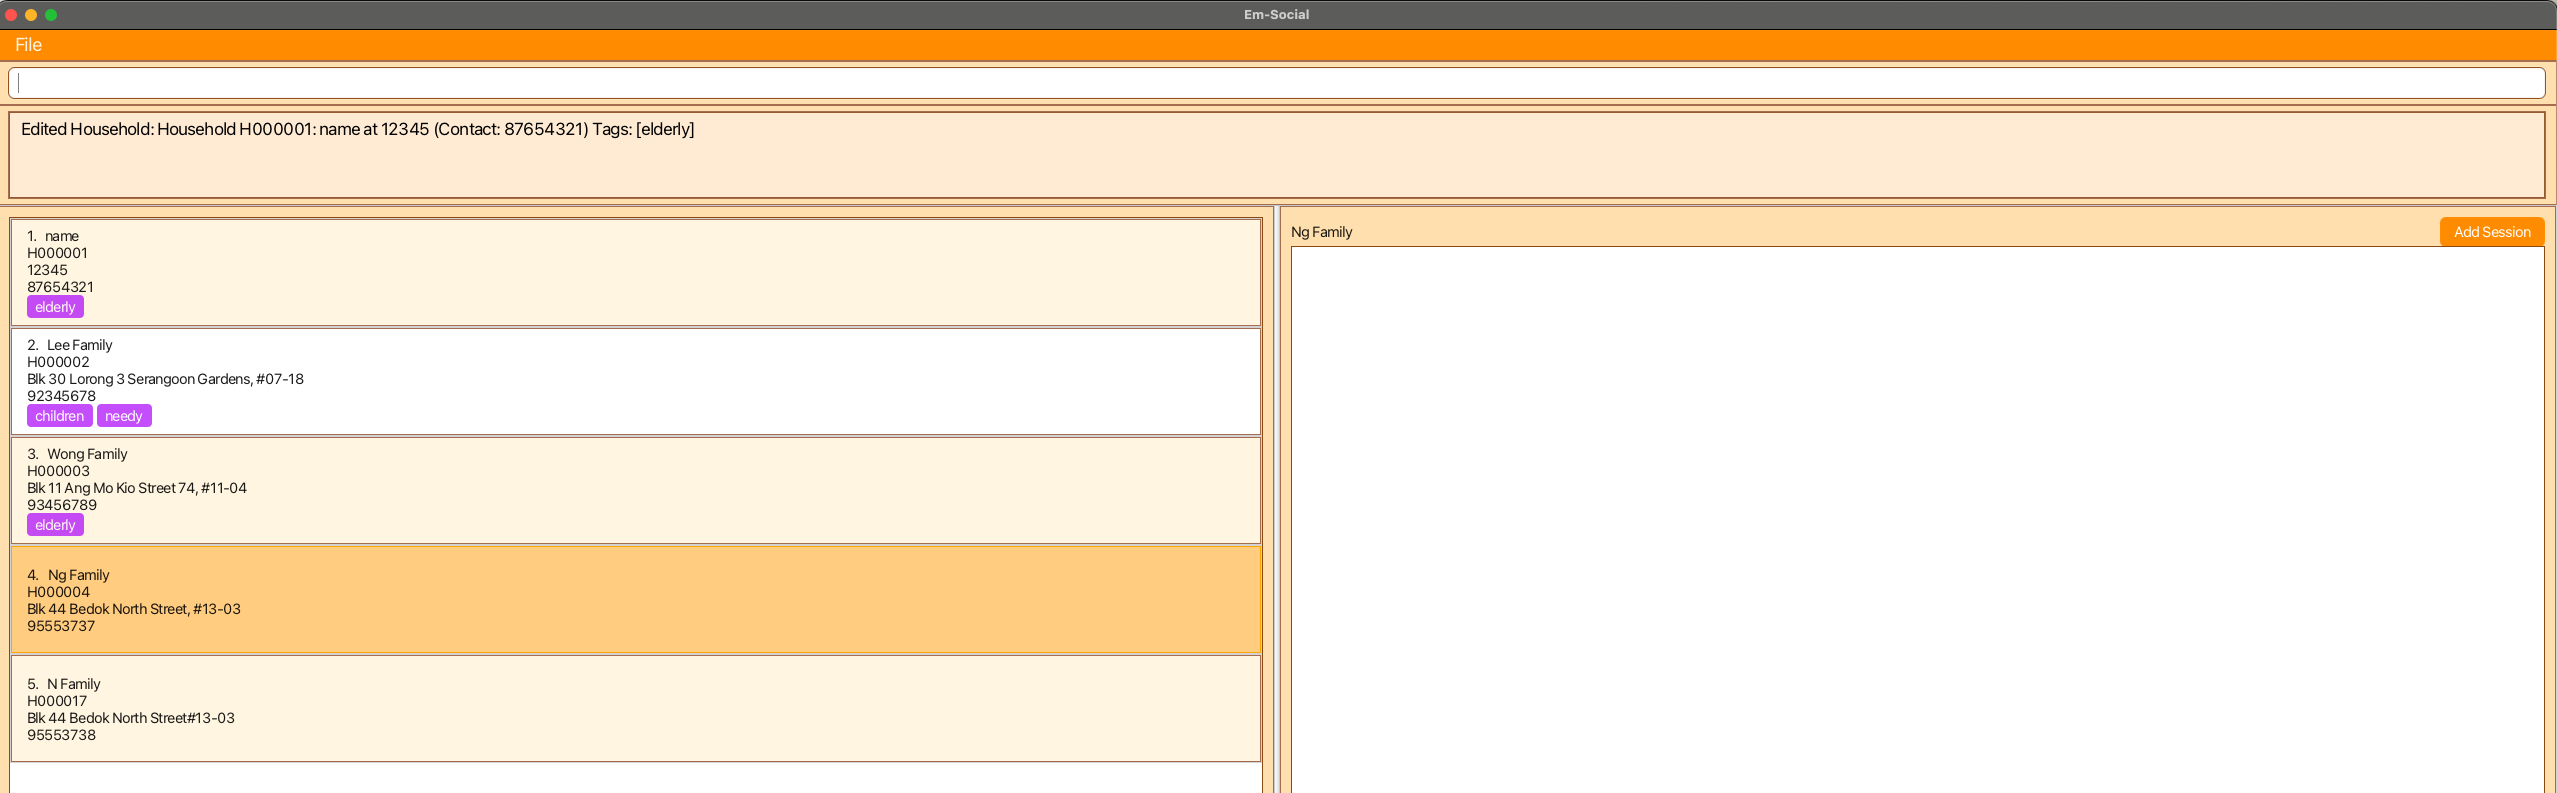 Em-Social
File
Edited Household: Household H000001: name at 12345 (Contact: 87654321) Tags: [elderly]
1. name
H000001
12345
87654321
elderly
2. Lee Family
H000002
Blk 30 Lorong 3 Serangoon Gardens, #07-18
92345678
children needy
3. Wong Family
H000003
Blk 11 Ang Mo Kio Street 74, #11-04
93456789
elderly
4. Ng Family
H000004
Blk 44 Bedok North Street, #13-03
95553737
5. N Family
H000017
Blk 44 Bedok North Street#13-03
95553738
Ng Family
Add Session